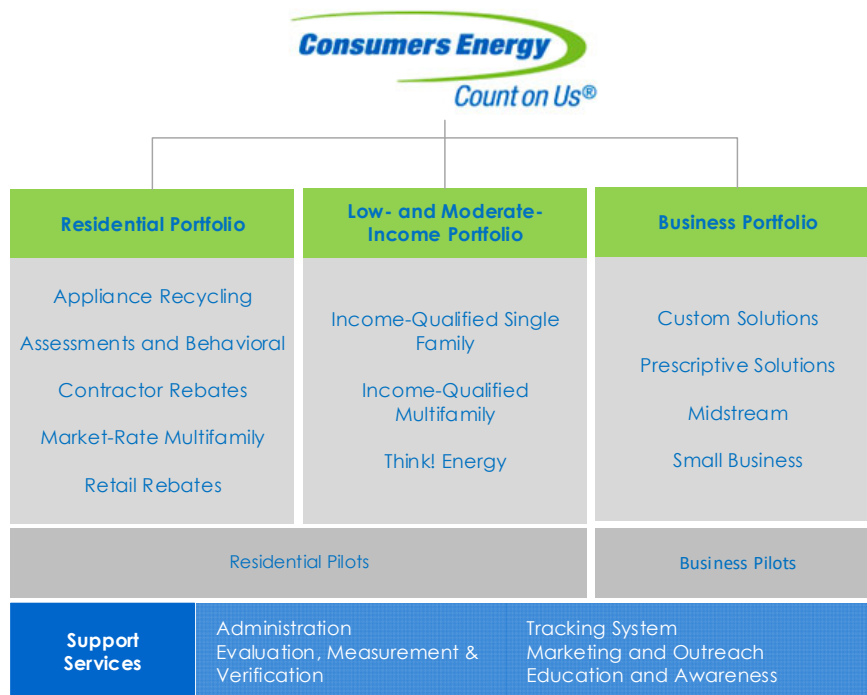 Consumers Energy
Count on Us®
Residential Portfolio
Low- and Moderate-
Income Portfolio
Business Portfolio
Appliance Recycling
Assessments and Behavioral
Contractor Rebates
Market-Rate Multifamily
Retail Rebates
Income-Qualified Single
Family
Income-Qualified
Multifamily
Think! Energy
Custom Solutions
Prescriptive Solutions
Midstream
Small Business
Residential Pilots
Business Pilots
Support
Services
Administration
Evaluation, Measurement &
Verification
Tracking System
Marketing and Outreach
Education and Awareness